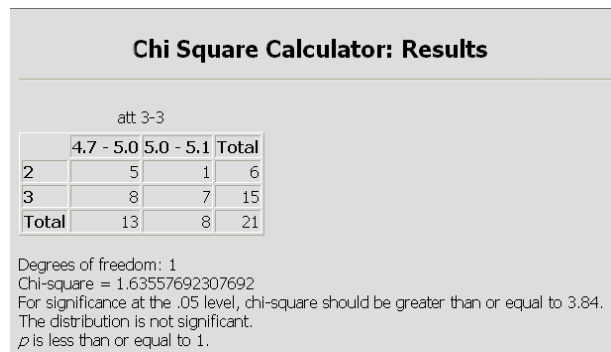 Chi Square Calculator: Results
att 3-3
4.7 - 5.0 5.0 - 5.1 Total
2 5 1 6
3 8 7 15
Total 13 8 21
Degrees of freedom: 1
Chi-square = 1.63557692307692
For significance at the .05 level, chi-square should be greater than or equal to 3.84.
The distribution is not significant.
p is less than or equal to 1.